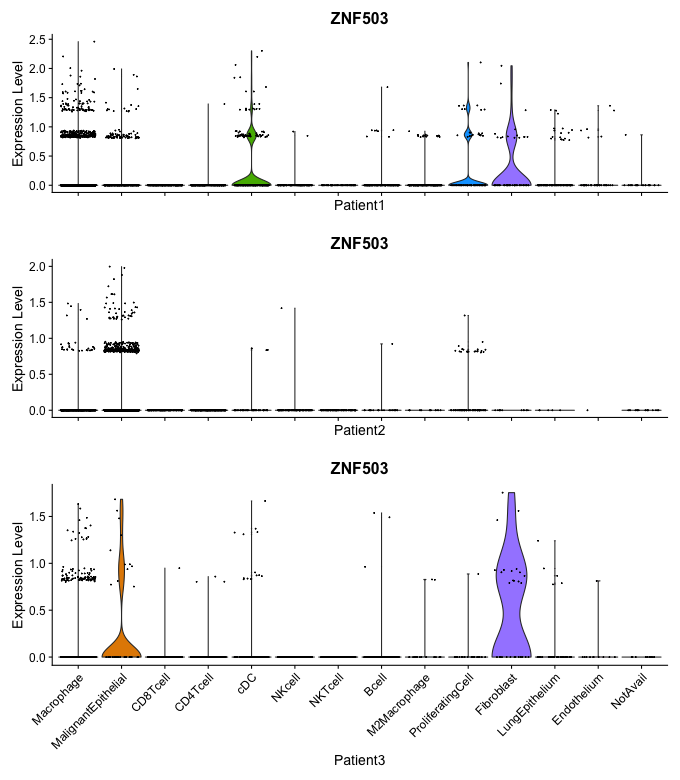 ZNF503
Expression Level
2.5
2.0
1.5
1.0
0.5
0.0
Patient1
ZNF503
Expression Level
2.0
1.5
1.0
0.5
0.0
Patient2
ZNF503
Expression Level
1.5
1.0
0.5
0.0
Macrophage
MalignantEpithelial
CD8Tcell
CD4Tcell
cDC
NKcell
NKTcell
Bcell
M2Macrophage
ProliferatingCell
Fibroblast
LungEpithelium
Endothelium
NotAvail
Patient3